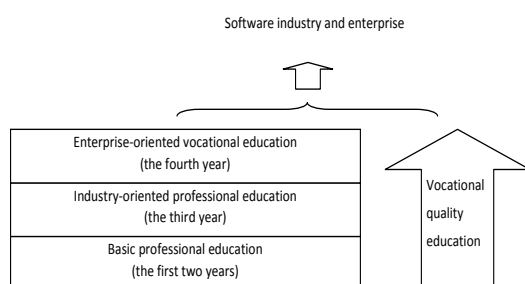 Software industry and enterprise
Enterprise-oriented vocational education
(the fourth year)
Industry-oriented professional education
(the third year)
Basic professional education
(the first two years)
Vocational
quality
education